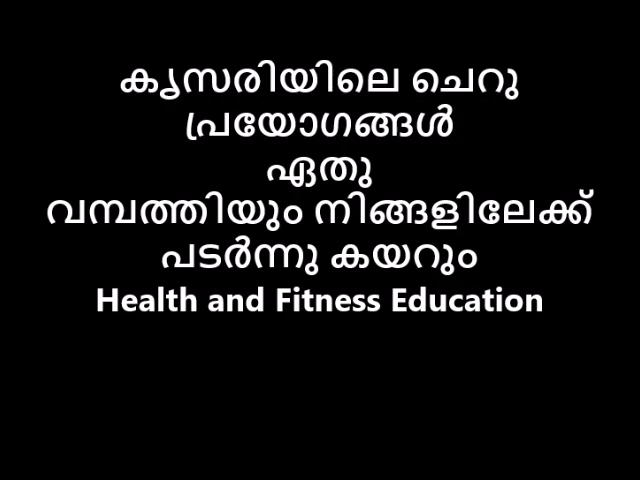 കൃസരിയിലെ ചെറു
പ്രയോഗങ്ങൾ
ഏതു
വമ്പത്തിയും നിങ്ങളിലേക്ക്
പടർന്നു കയറും
Health and Fitness Education